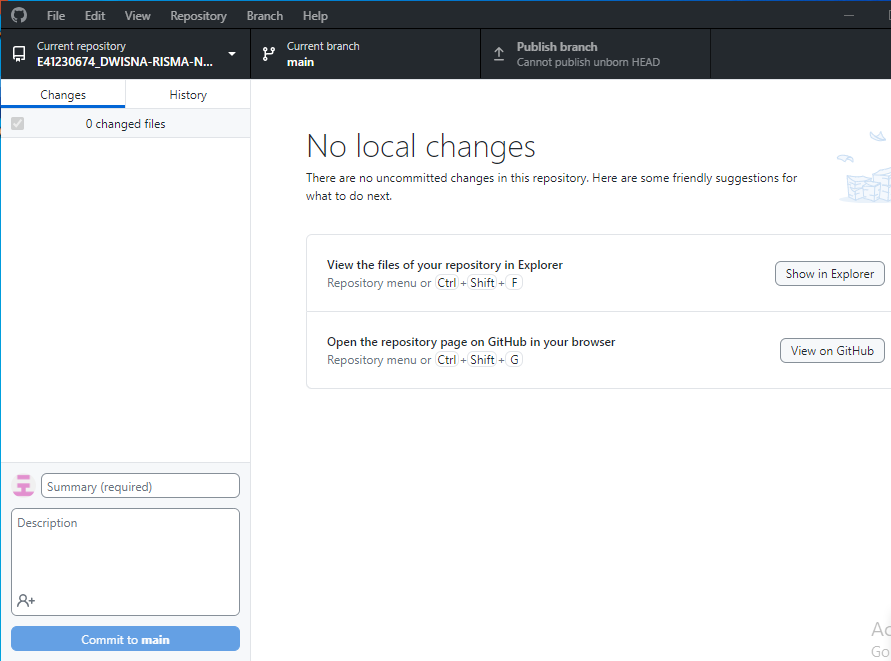 File Edit View Repository Branch Help
Current repository
E41230674_DWISNA-RISMA-N...
Current branch
main
Publish branch
Cannot publish unborn HEAD
Changes History
0 changed files
No local changes
There are no uncommitted changes in this repository. Here are some friendly suggestions for
what to do next.
View the files of your repository in Explorer
Repository menu or Ctrl + Shift + F
Show in Explorer
Open the repository page on GitHub in your browser
Repository menu or Ctrl + Shift + G
View on GitHub
Summary (required)
Description
Commit to main
Ac
Go